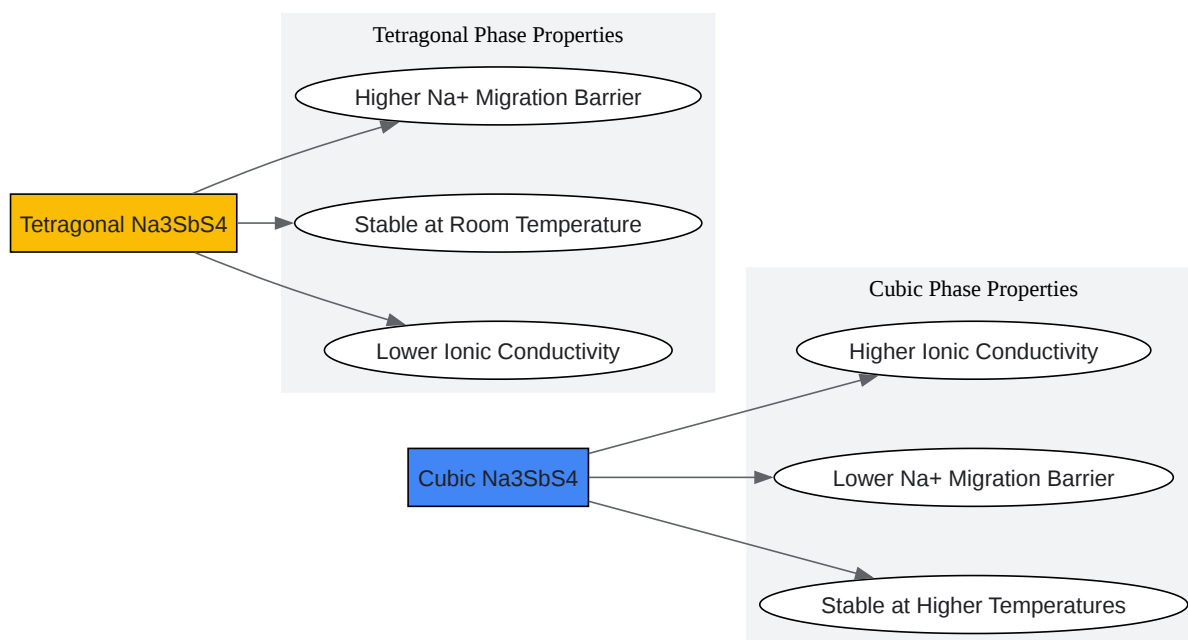 Tetragonal Phase Properties
Higher Na+ Migration Barrier
Tetragonal Na3SbS4
Stable at Room Temperature
Lower Ionic Conductivity
Cubic Phase Properties
Higher Ionic Conductivity
Cubic Na3SbS4
Lower Na+ Migration Barrier
Stable at Higher Temperatures